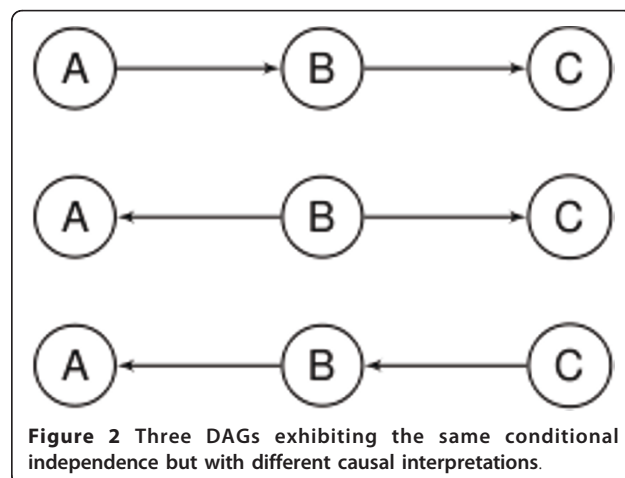 A B C
A B C
A B C
Figure 2 Three DAGs exhibiting the same conditional
independence but with different causal interpretations.